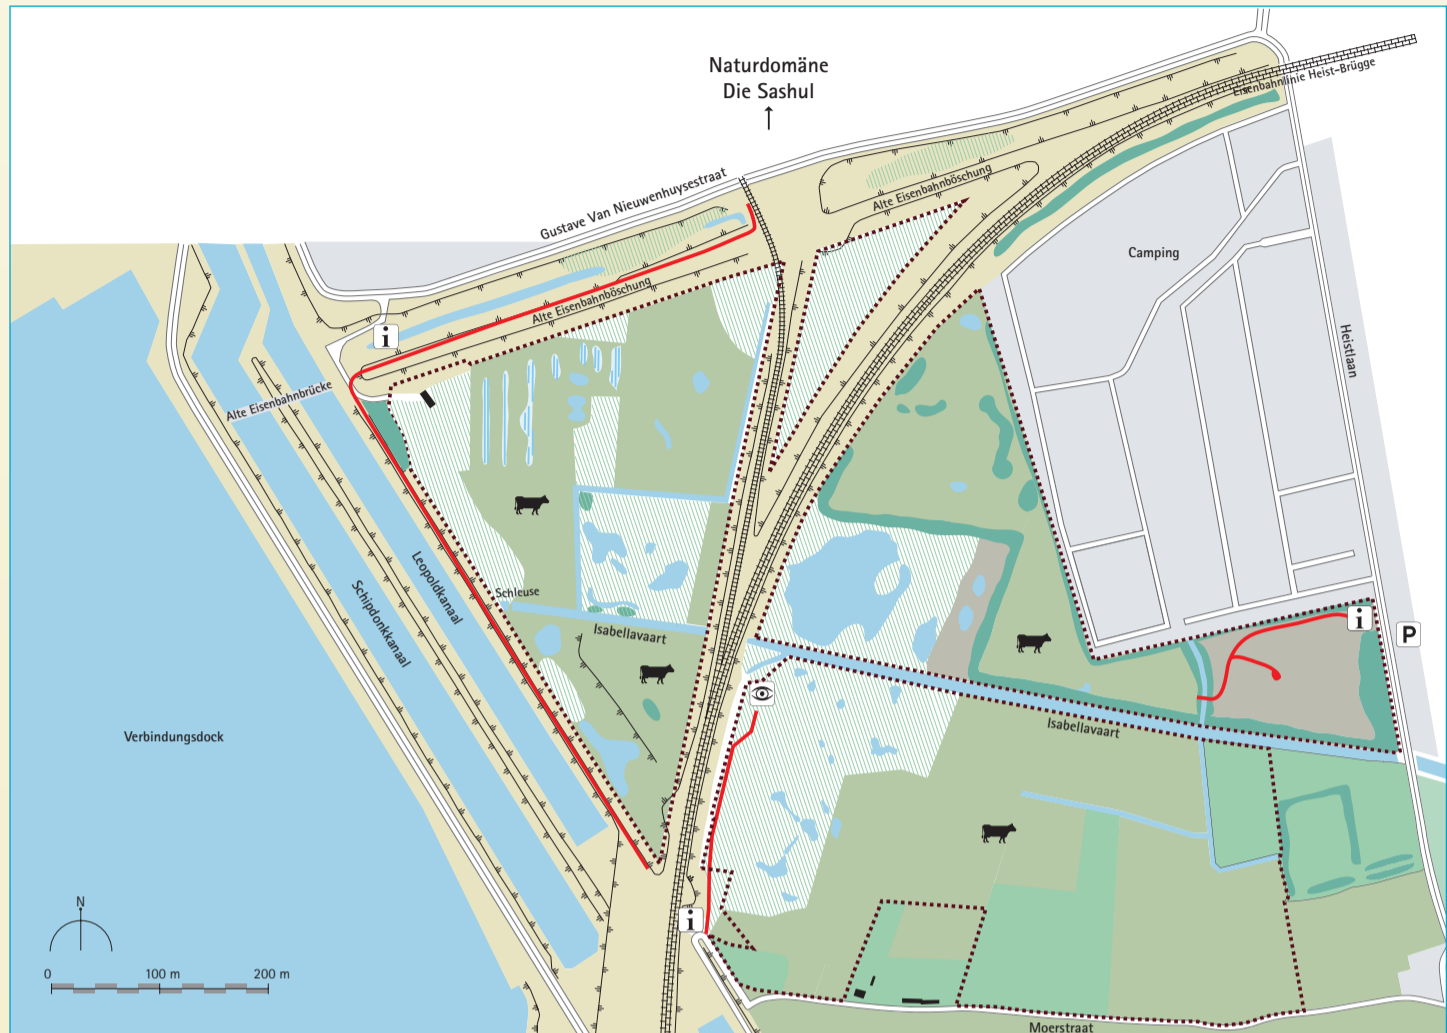 Naturdomäne
Die Sashul
Eisenbahnlinie Heist-Brügge
Gustave Van Nieuwenhuysestraat
Alte Eisenbahnböschung
Camping
Alte Eisenbahnböschung
i
Heistlaan
Alte Eisenbahnbrücke
Leopoldkanaal
Schipdonkkanaal
Schleuse
Isabellavaart
i
P
Isabellavaart
Verbindungsdock
N
i
0 100 m 200 m
Moerstraat